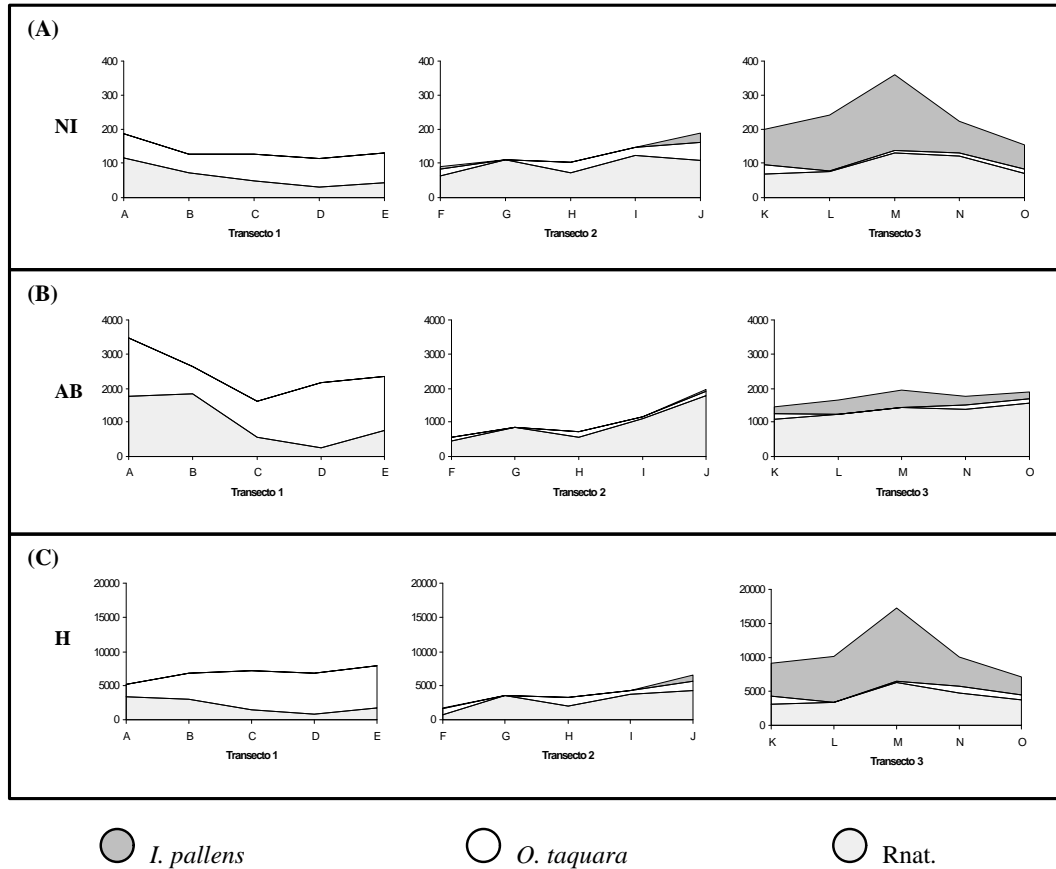 (A)
NI
400
300
200
100
0
A B C D E
Transecto 1
400
300
200
100
0
F G H I J
Transecto 2
400
300
200
100
0
K L M N O
Transecto 3
(B)
AB
4000
3000
2000
1000
0
A B C D E
Transecto 1
4000
3000
2000
1000
0
F G H I J
Transecto 2
4000
3000
2000
1000
0
K L M N O
Transecto 3
(C)
H
20000
15000
10000
5000
0
A B C D E
Transecto 1
20000
15000
10000
5000
0
F G H I J
Transecto 2
20000
15000
10000
5000
0
K L M N O
Transecto 3
I. pallens O. taquara Rnat.